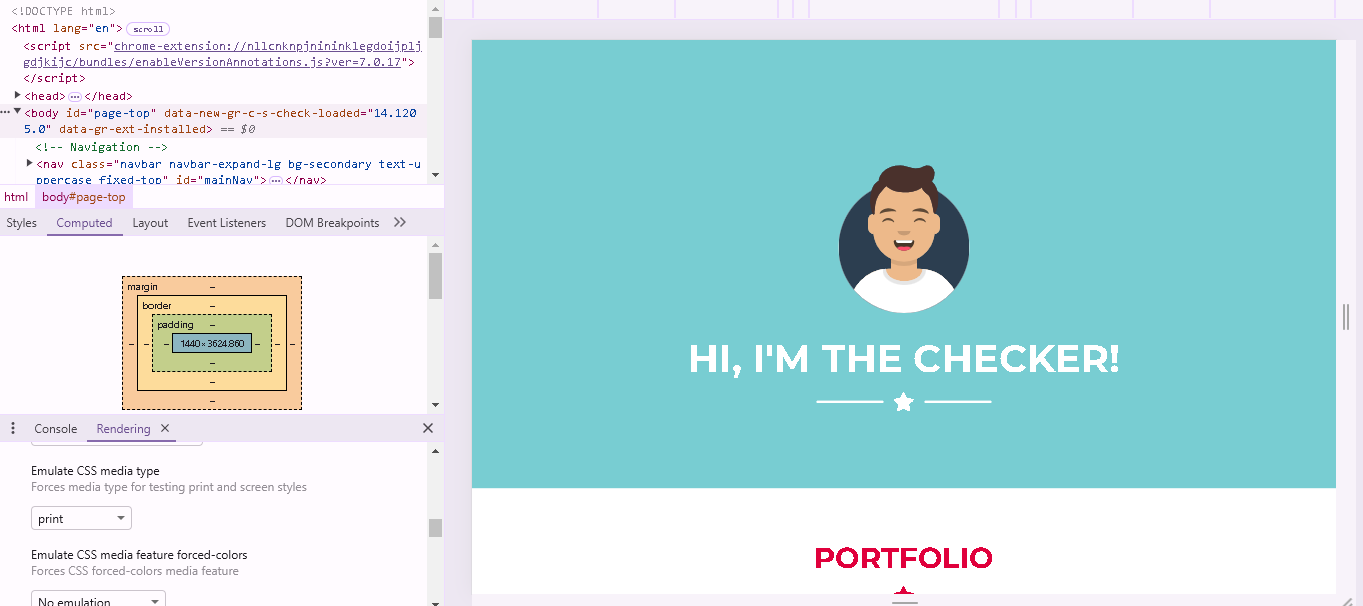 <!DOCTYPE html>
<html lang="en"> scroll
<script src="chrome-extension://nllcnknpjnininklegdoijplj
gdjkijc/bundles/enableVersionAnnotations.js?ver=7.0.17">
</script>
<head> … </head>
<body id="page-top" data-new-gr-c-s-check-loaded="14.120
5.0" data-gr-ext-installed> == $0
<!-- Navigation -->
<nav class="navbar navbar-expand-lg bg-secondary text-u
ppercase fixed-top" id="mainNav"> … </nav>
html body#page-top
Styles Computed Layout Event Listeners DOM Breakpoints
margin –
border –
padding –
– – – 1440×3624.860 – – –
–
–
–
Console Rendering
Emulate CSS media type
Forces media type for testing print and screen styles
print
Emulate CSS media feature forced-colors
Forces CSS forced-colors media feature
No emulation
HI, I'M THE CHECKER!
PORTFOLIO